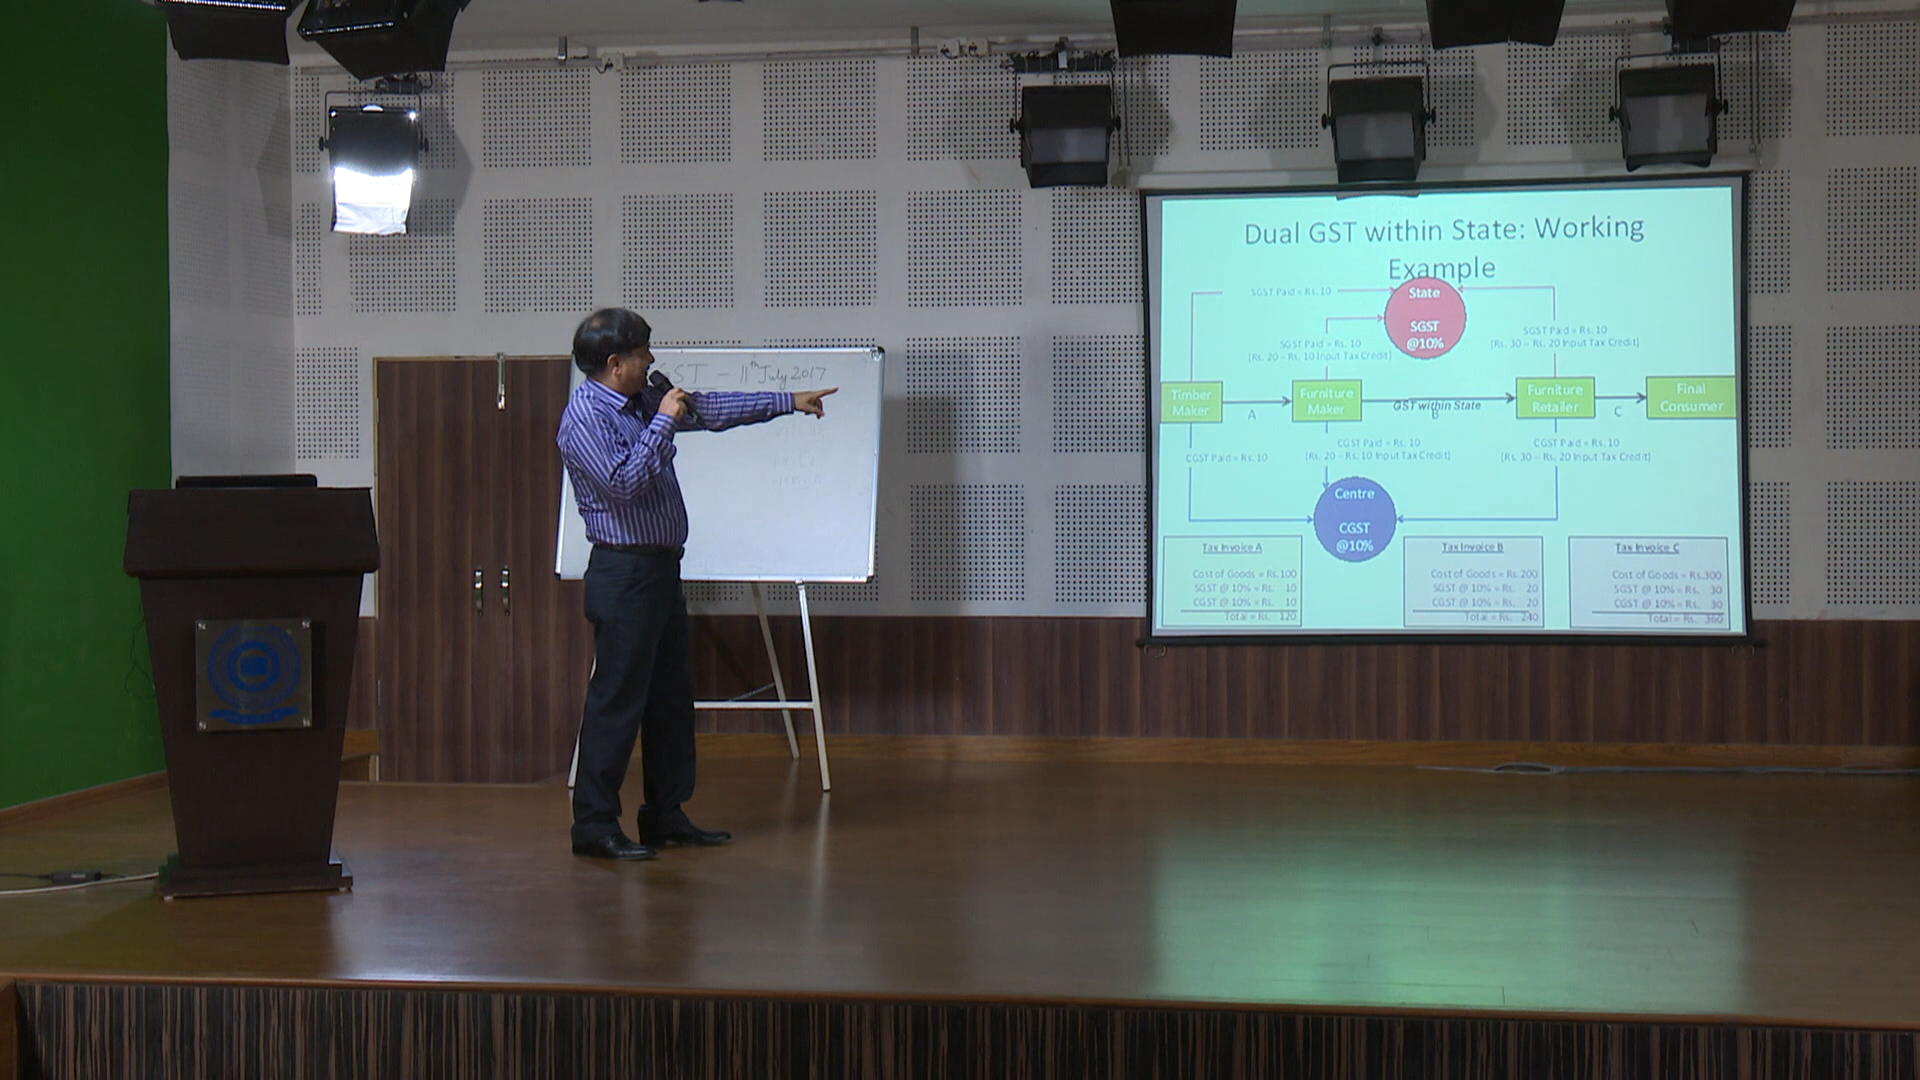 GST - 11th July 2017
Dual GST within State: Working
Example
SGST Paid = Rs. 10
State
SGST
@10%
SGST Paid = Rs. 10
[Rs. 20 - Rs. 10 Input Tax Credit]
SGST Paid = Rs. 10
[Rs. 30 - Rs. 20 Input Tax Credit]
Timber
Maker
A
Furniture
Maker
GST within State
B
Furniture
Retailer
C
Final
Consumer
CGST Paid = Rs. 10
CGST Paid = Rs. 10
[Rs. 20 - Rs. 10 Input Tax Credit]
CGST Paid = Rs. 10
[Rs. 30 - Rs. 20 Input Tax Credit]
Centre
CGST
@10%
Tax Invoice A
Cost of Goods = Rs.100
SGST @ 10% = Rs. 10
CGST @ 10% = Rs. 10
Total = Rs. 120
Tax Invoice B
Cost of Goods = Rs.200
SGST @ 10% = Rs. 20
CGST @ 10% = Rs. 20
Total = Rs. 240
Tax Invoice C
Cost of Goods = Rs.300
SGST @ 10% = Rs. 30
CGST @ 10% = Rs. 30
Total = Rs. 360